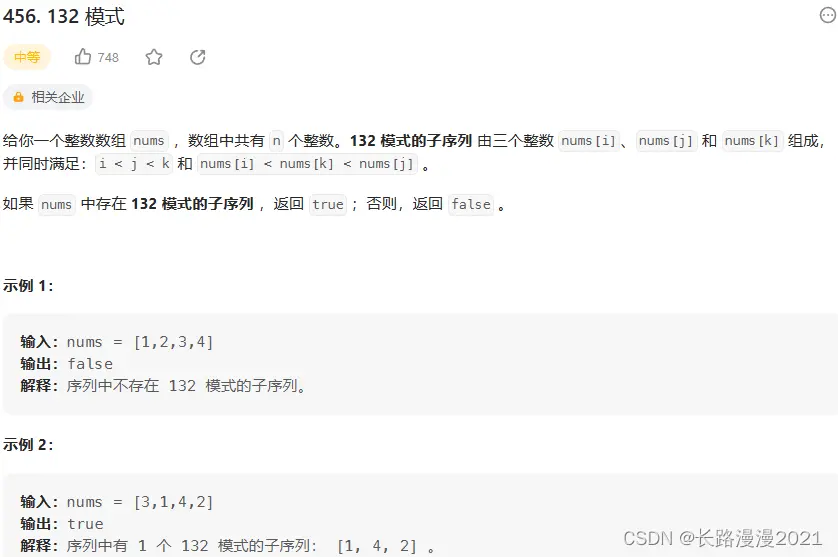 456. 132 模式
中等 748
相关企业
给你一个整数数组 nums ，数组中共有 n 个整数。132 模式的子序列 由三个整数 nums[i]、nums[j] 和 nums[k] 组成，
并同时满足：i < j < k 和 nums[i] < nums[k] < nums[j] 。
如果 nums 中存在 132 模式的子序列 ，返回 true ；否则，返回 false 。
示例 1：
输入：nums = [1,2,3,4]
输出：false
解释：序列中不存在 132 模式的子序列。
示例 2：
输入：nums = [3,1,4,2]
输出：true
解释：序列中有 1 个 132 模式的子序列： [1, 4, 2] 。
CSDN @长路漫漫2021